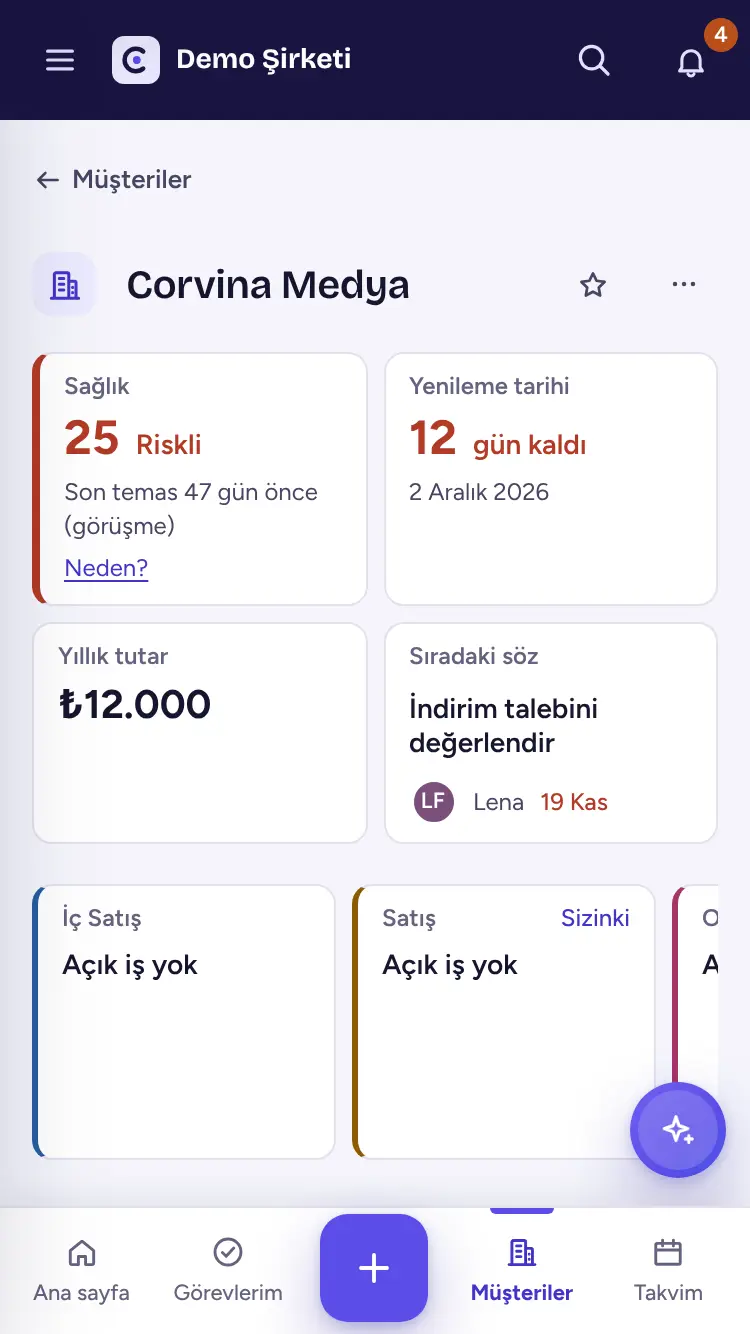 Demo Şirketi
4
Müşteriler
Corvina Medya
Sağlık
25 Riskli
Son temas 47 gün önce
(görüşme)
Neden?
Yenileme tarihi
12 gün kaldı
2 Aralık 2026
Yıllık tutar
₺12.000
Sıradaki söz
İndirim talebini
değerlendir
LF Lena 19 Kas
İç Satış
Açık iş yok
Satış Sizinki
Açık iş yok
Ana sayfa
Görevlerim
Müşteriler
Takvim